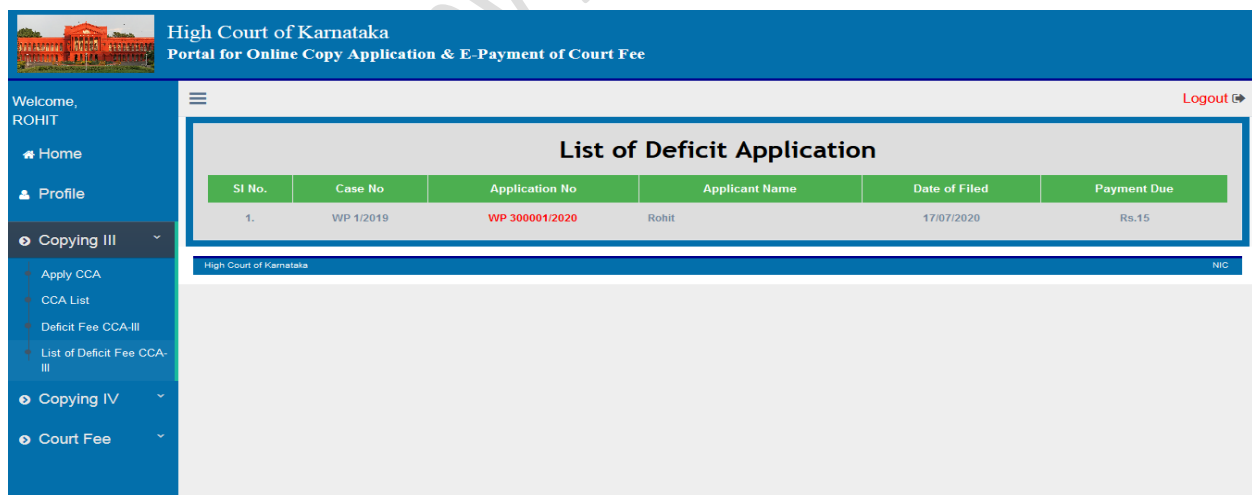 High Court of Karnataka
Portal for Online Copy Application & E-Payment of Court Fee
Welcome,
ROHIT
Logout
Home
Profile
Copying III
Apply CCA
CCA List
Deficit Fee CCA-III
List of Deficit Fee CCA-
III
Copying IV
Court Fee
List of Deficit Application
Sl No. Case No Application No Applicant Name Date of Filed Payment Due
1. WP 1/2019 WP 300001/2020 Rohit 17/07/2020 Rs.15
High Court of Karnataka NIC